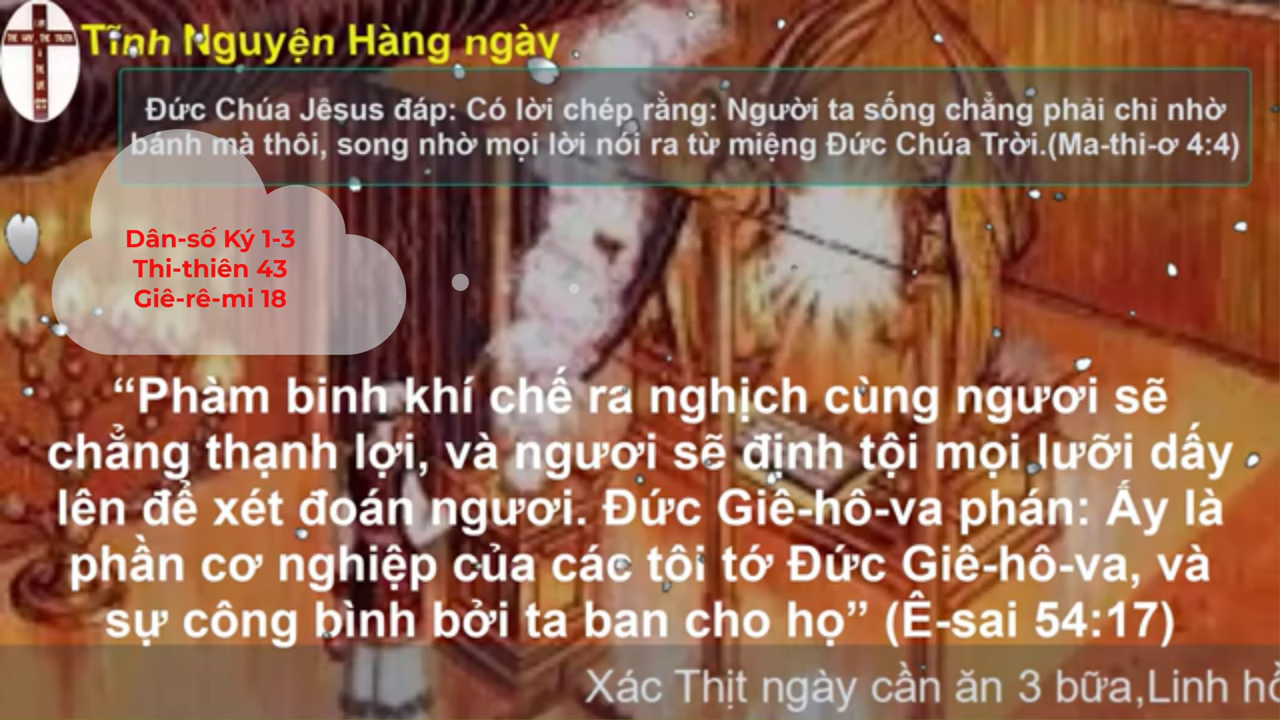 THE WAY THE TRUTH
Tĩnh Nguyện Hàng ngày
Đức Chúa Jêsus đáp: Có lời chép rằng: Người ta sống chẳng phải chỉ nhờ
bánh mà thôi, song nhờ mọi lời nói ra từ miệng Đức Chúa Trời.(Ma-thi-ơ 4:4)
Dân-số Ký 1-3
Thi-thiên 43
Giê-rê-mi 18
“Phàm binh khí chế ra nghịch cùng ngươi sẽ
chẳng thạnh lợi, và ngươi sẽ định tội mọi lưỡi dấy
lên để xét đoán ngươi. Đức Giê-hô-va phán: Ấy là
phần cơ nghiệp của các tôi tớ Đức Giê-hô-va, và
sự công bình bởi ta ban cho họ” (Ê-sai 54:17)
Xác Thịt ngày cần ăn 3 bữa,Linh